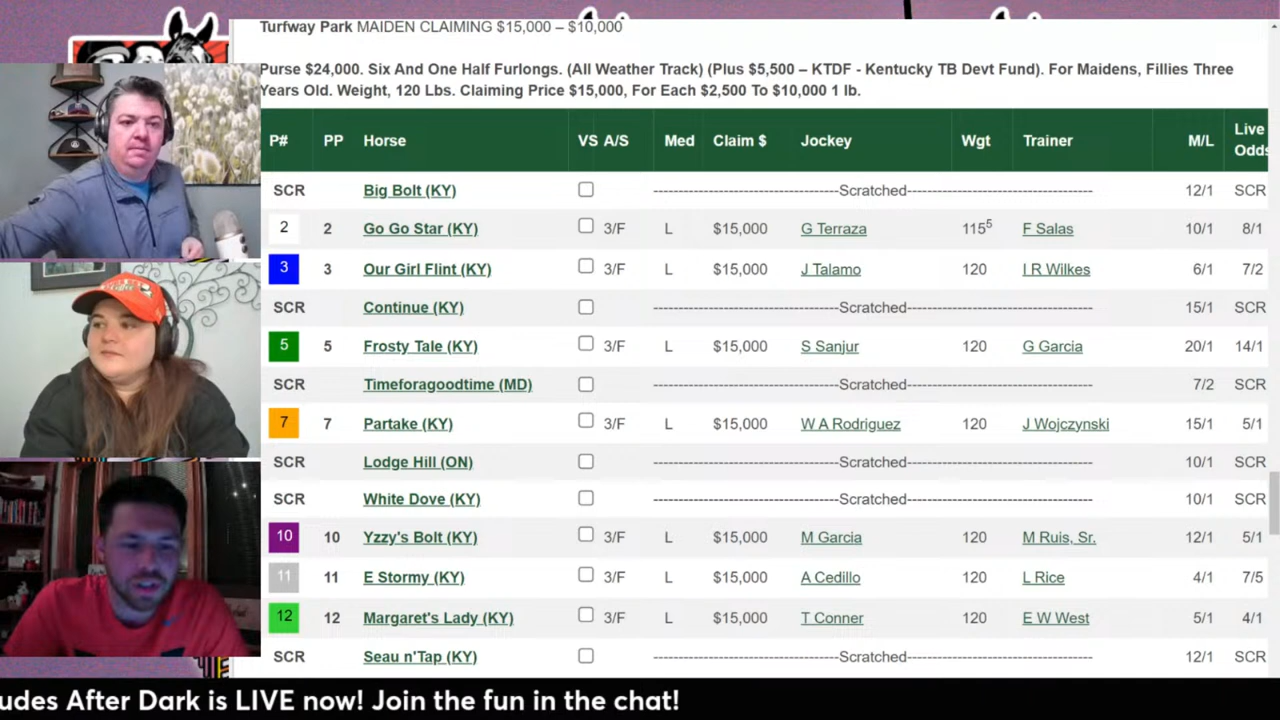 Turfway Park MAIDEN CLAIMING $15,000 – $10,000
Purse $24,000. Six And One Half Furlongs. (All Weather Track) (Plus $5,500 – KTDF - Kentucky TB Devt Fund). For Maidens, Fillies Three
Years Old. Weight, 120 Lbs. Claiming Price $15,000, For Each $2,500 To $10,000 1 lb.
P# PP Horse VS A/S Med Claim $ Jockey Wgt Trainer M/L Live Odds
SCR Big Bolt (KY) ---Scratched--- 12/1 SCR
2 2 Go Go Star (KY) 3/F L $15,000 G Terraza 115⁵ F Salas 10/1 8/1
3 3 Our Girl Flint (KY) 3/F L $15,000 J Talamo 120 I R Wilkes 6/1 7/2
SCR Continue (KY) ---Scratched--- 15/1 SCR
5 5 Frosty Tale (KY) 3/F L $15,000 S Sanjur 120 G Garcia 20/1 14/1
SCR Timeforagoodtime (MD) ---Scratched--- 7/2 SCR
7 7 Partake (KY) 3/F L $15,000 W A Rodriguez 120 J Wojczynski 15/1 5/1
SCR Lodge Hill (ON) ---Scratched--- 10/1 SCR
SCR White Dove (KY) ---Scratched--- 10/1 SCR
10 10 Yzzy's Bolt (KY) 3/F L $15,000 M Garcia 120 M Ruis, Sr. 12/1 5/1
11 11 E Stormy (KY) 3/F L $15,000 A Cedillo 120 L Rice 4/1 7/5
12 12 Margaret's Lady (KY) 3/F L $15,000 T Conner 120 E W West 5/1 4/1
SCR Seau n'Tap (KY) ---Scratched--- 12/1 SCR
udes After Dark is LIVE now! Join the fun in the chat!